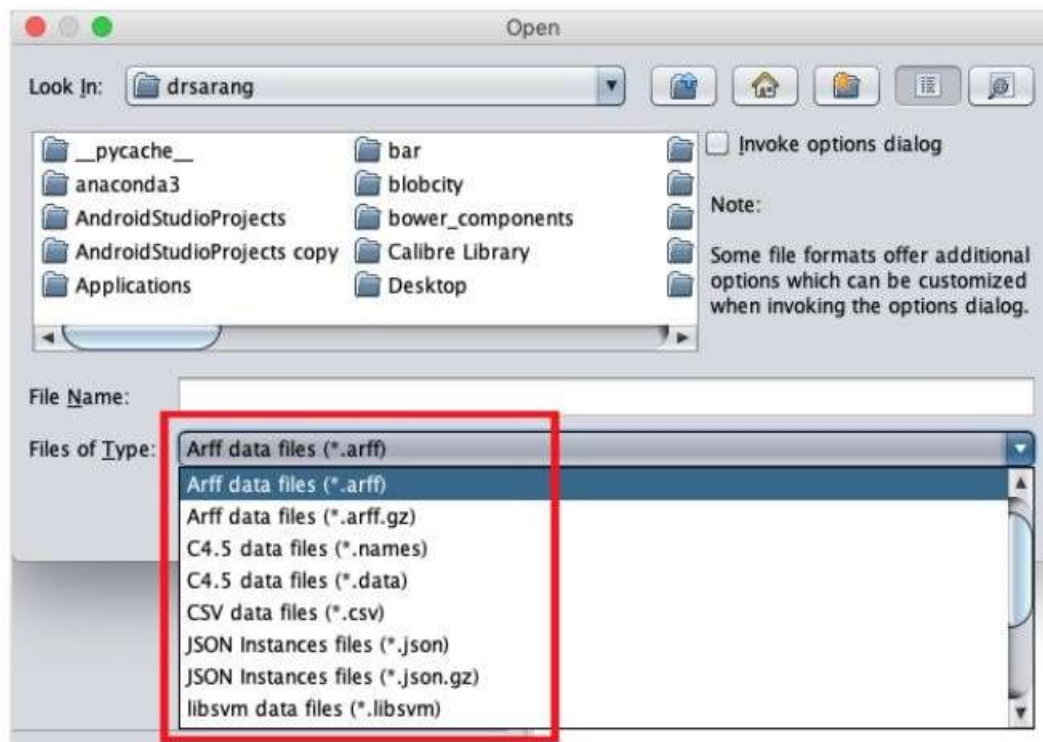 Open
Look In: drsarang
__pycache__
anaconda3
AndroidStudioProjects
AndroidStudioProjects copy
Applications
bar
blobcity
bower_components
Calibre Library
Desktop
Invoke options dialog
Note:
Some file formats offer additional
options which can be customized
when invoking the options dialog.
File Name:
Files of Type: Arff data files (*.arff)
Arff data files (*.arff)
Arff data files (*.arff.gz)
C4.5 data files (*.names)
C4.5 data files (*.data)
CSV data files (*.csv)
JSON Instances files (*.json)
JSON Instances files (*.json.gz)
libsvm data files (*.libsvm)